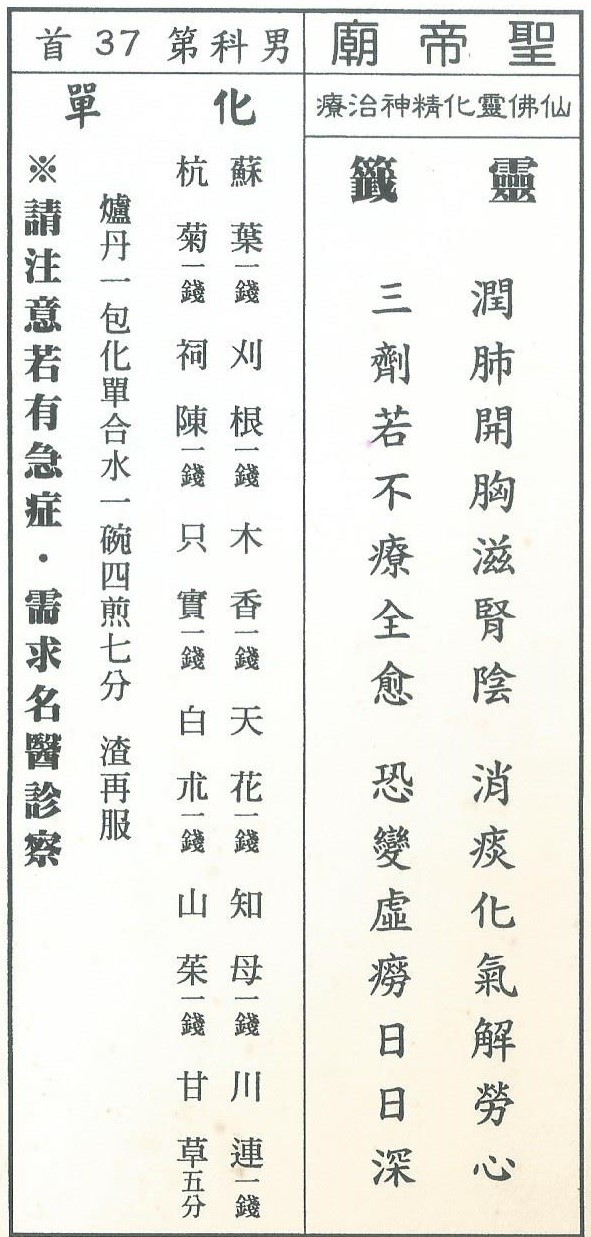 聖帝廟
仙佛靈化精神治療
靈籤
潤肺開胸滋腎陰 消痰化氣解勞心
三劑若不療全愈 恐變虛癆日日深
男科第37首
化單
蘇葉一錢 刈根一錢 木香一錢 天花一錢 知母一錢 川連一錢
杭菊一錢 祠陳一錢 只實一錢 白朮一錢 山茱一錢 甘草五分
爐丹一包化單合水一碗四煎七分 渣再服
※請注意若有急症・需求名醫診察